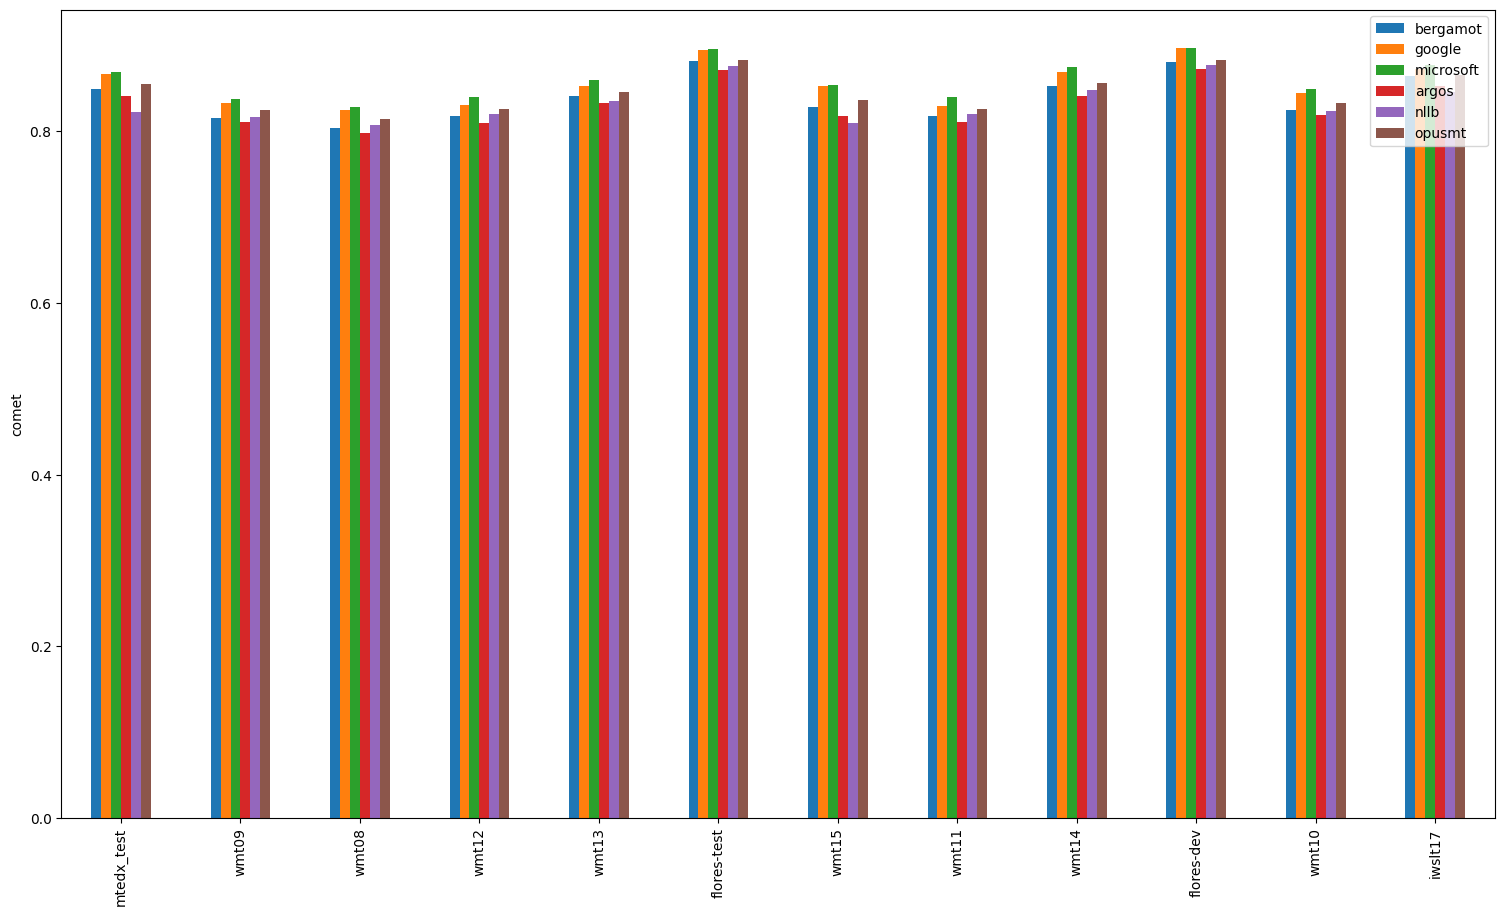 bergamot
google
microsoft
argos
nllb
opusmt
comet
0.8
0.6
0.4
0.2
0.0
mtedx_test
wmt09
wmt08
wmt12
wmt13
flores-test
wmt15
wmt11
wmt14
flores-dev
wmt10
iwslt17